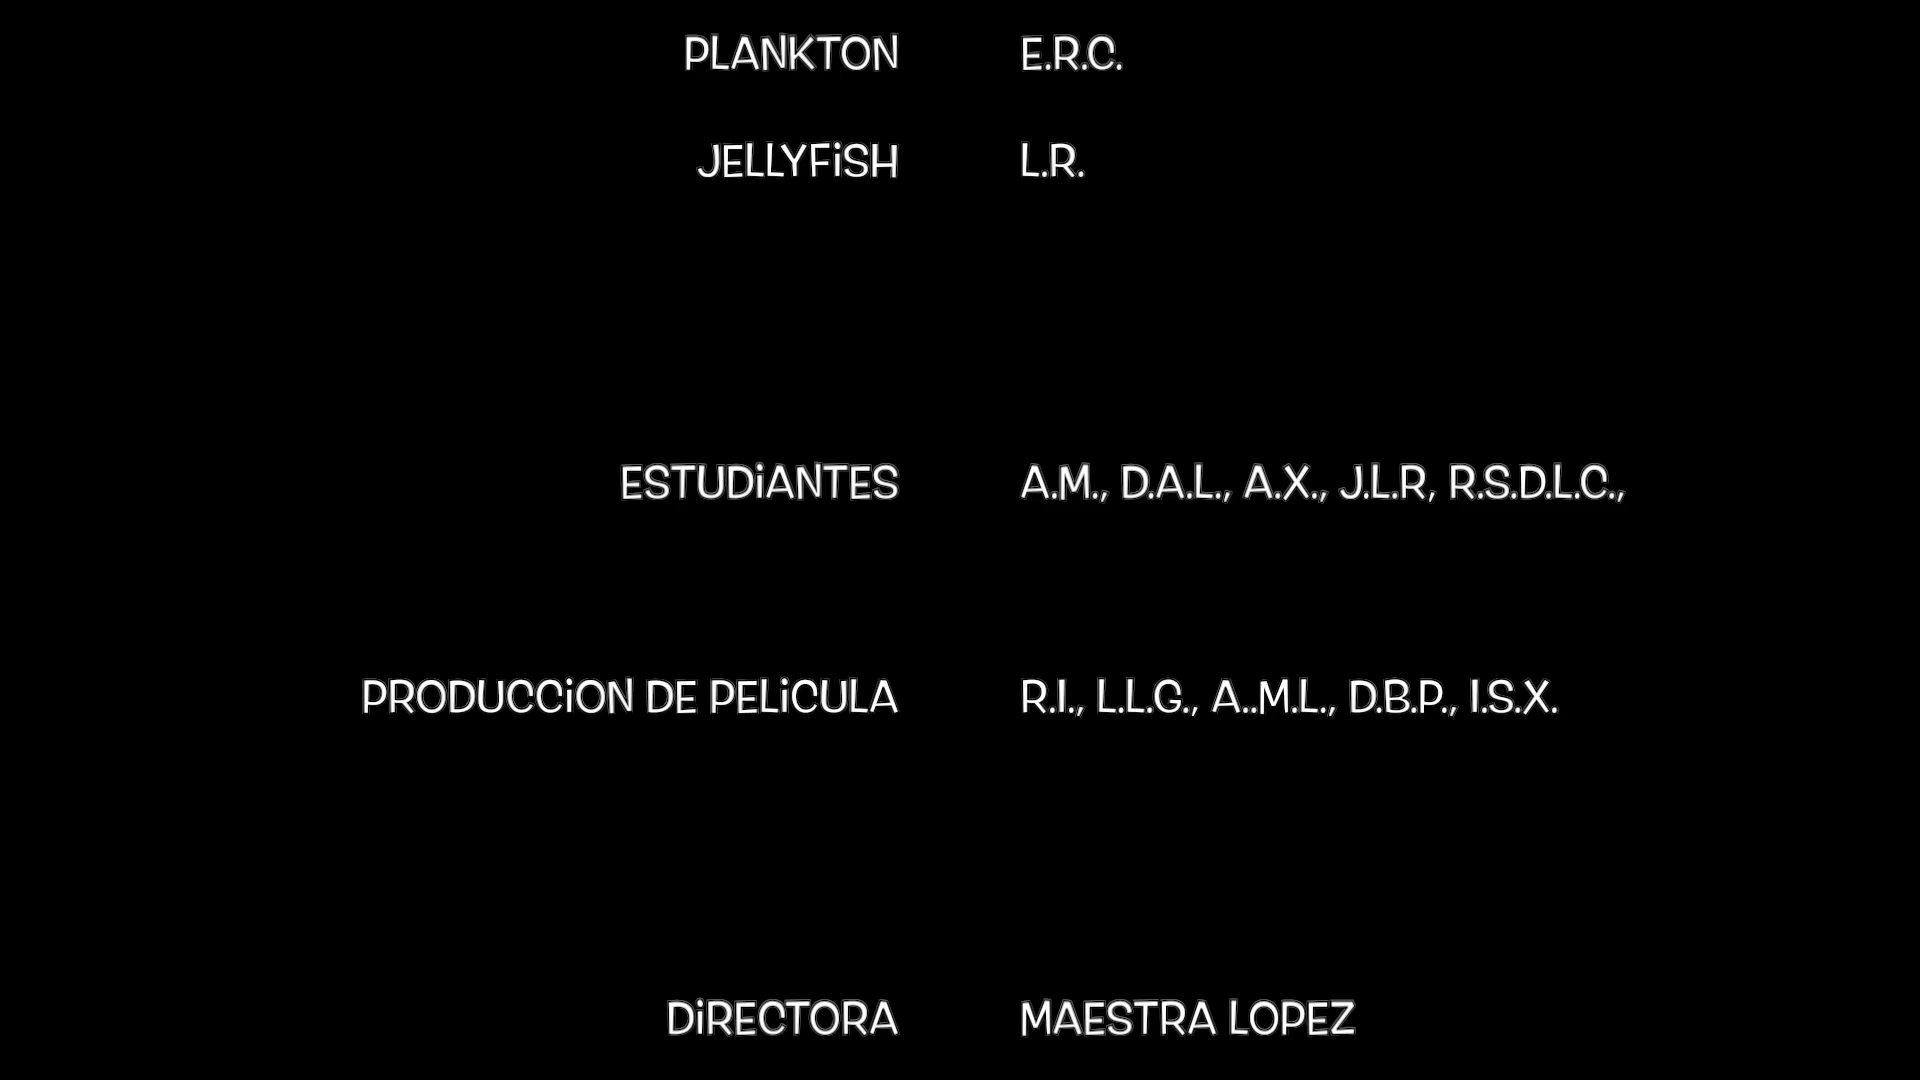 PLANKTON E.R.C.
JELLYFiSH L.R.
ESTUDiANTES A.M., D.A.L., A.X., J.L.R, R.S.D.L.C.,
PRODUCCiON DE PELiCULA R.I., L.L.G., A..M.L., D.B.P., I.S.X.
DiRECTORA MAESTRA LOPEZ